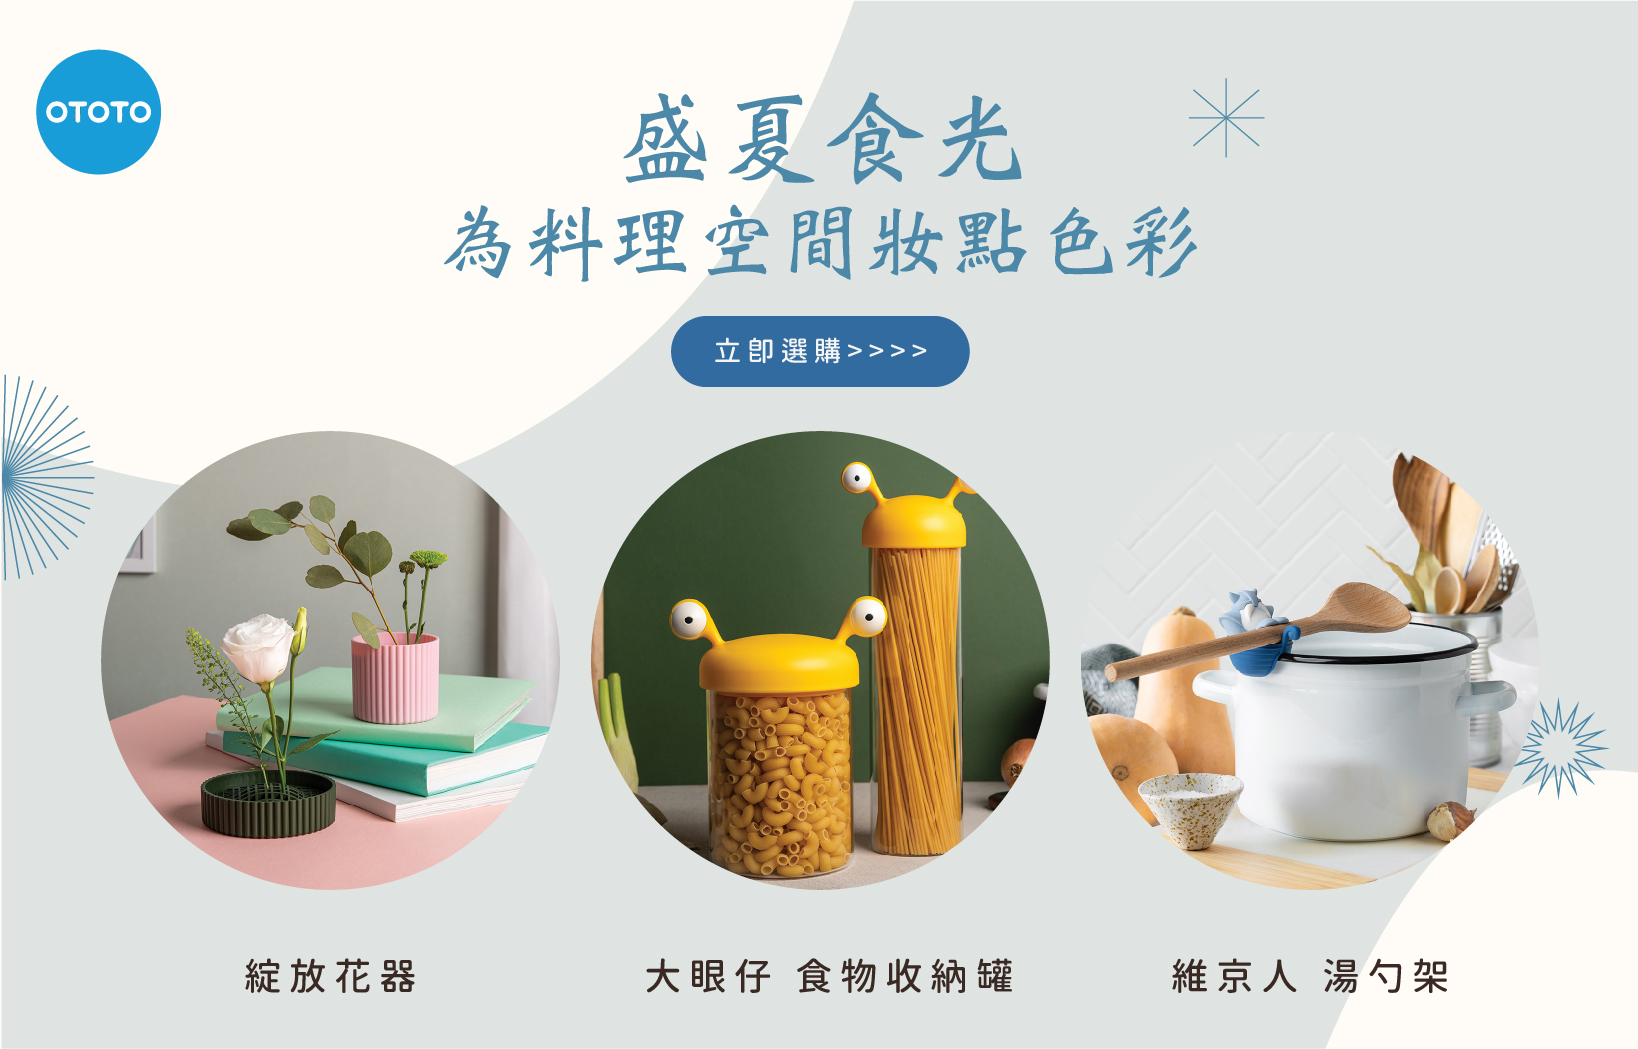 OTOTO
盛夏食光
為料理空間妝點色彩
立即選購>>>>
綻放花器
大眼仔 食物收納罐
維京人 湯勺架